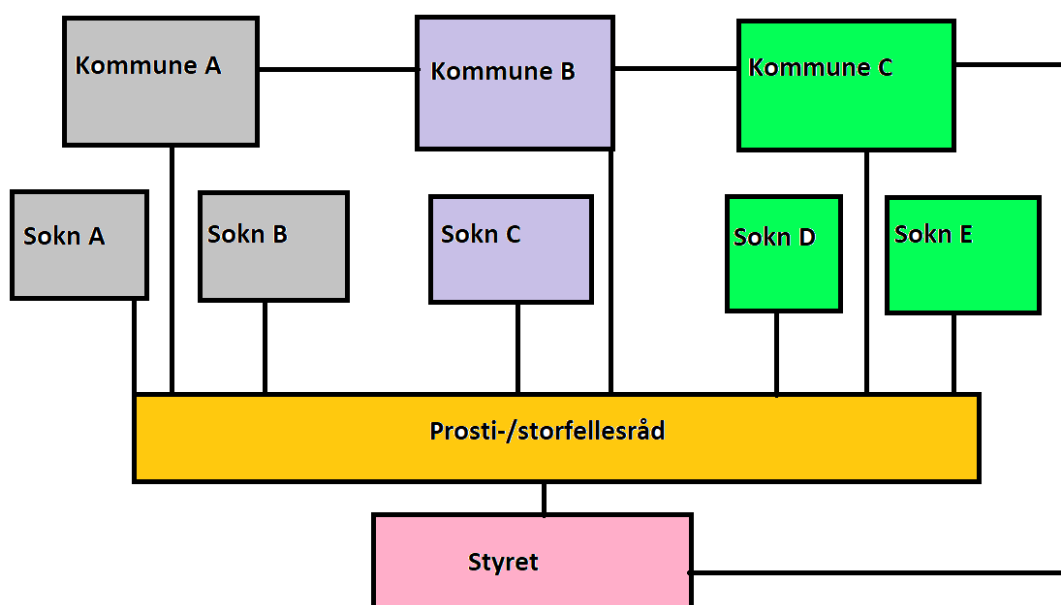 Kommune A
Kommune B
Kommune C
Sokn A
Sokn B
Sokn C
Sokn D
Sokn E
Prosti-/storfellesråd
Styret